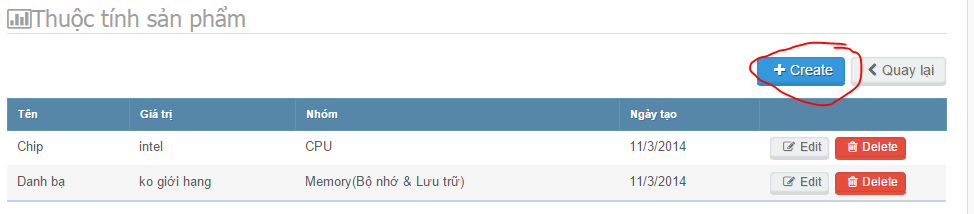 Thuộc tính sản phẩm
Create Quay lại
Tên Giá trị Nhóm Ngày tạo
Chip intel CPU 11/3/2014 Edit Delete
Danh bạ ko giới hạng Memory(Bộ nhớ & Lưu trữ) 11/3/2014 Edit Delete